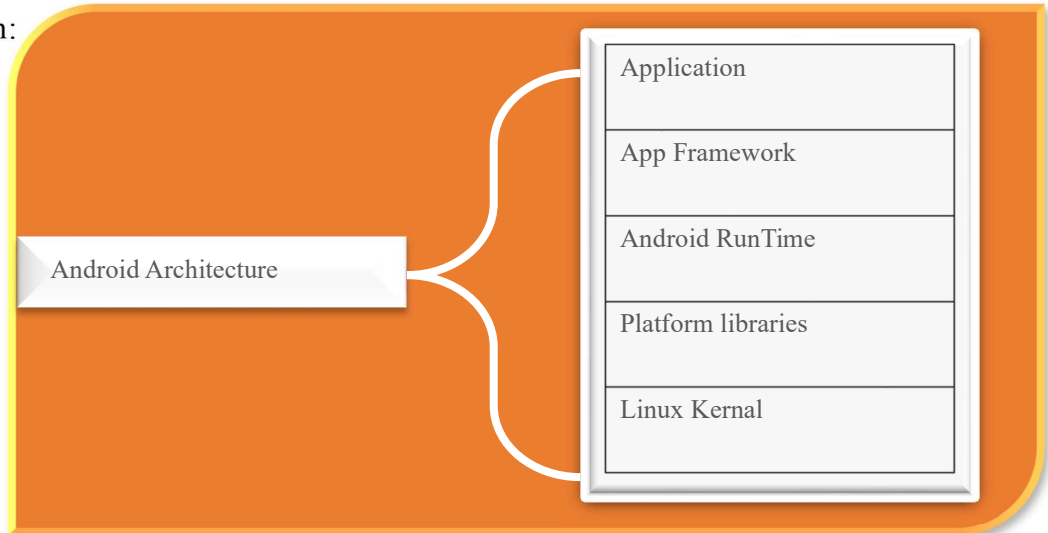 n:
Application
App Framework
Android RunTime
Android Architecture
Platform libraries
Linux Kernal